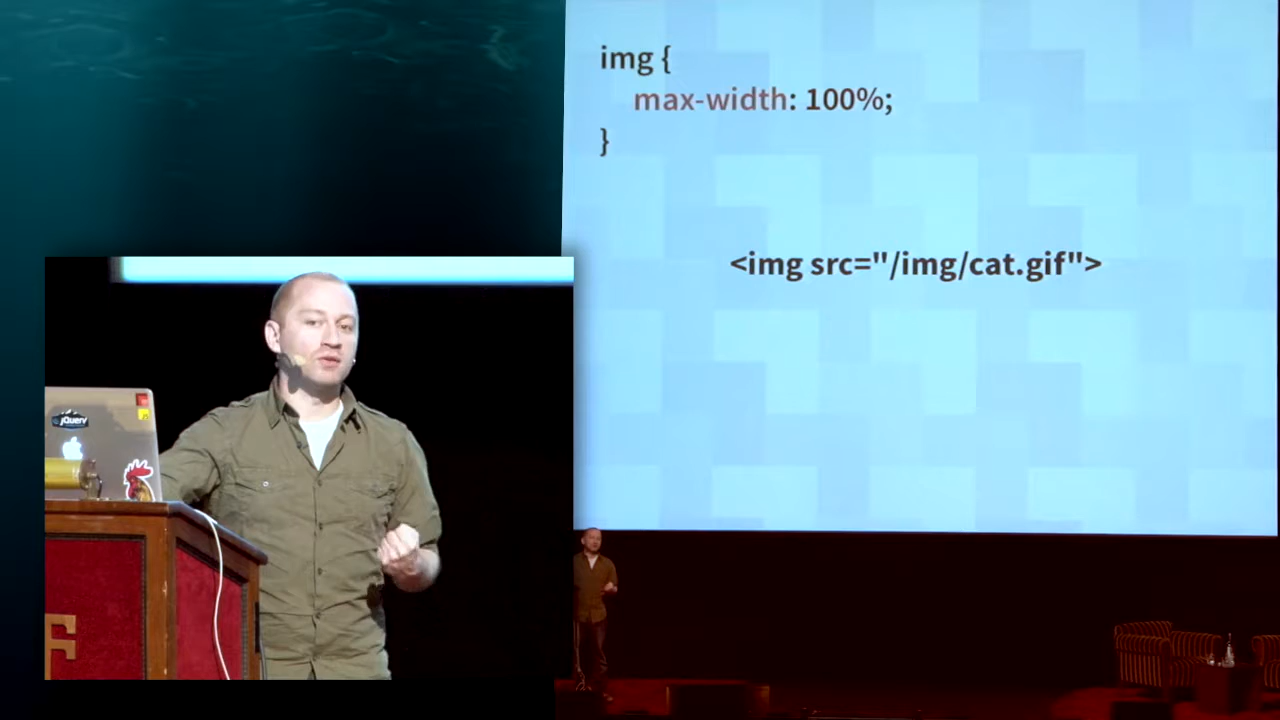 img {
max-width: 100%;
}
<img src="/img/cat.gif">
jQuery
F